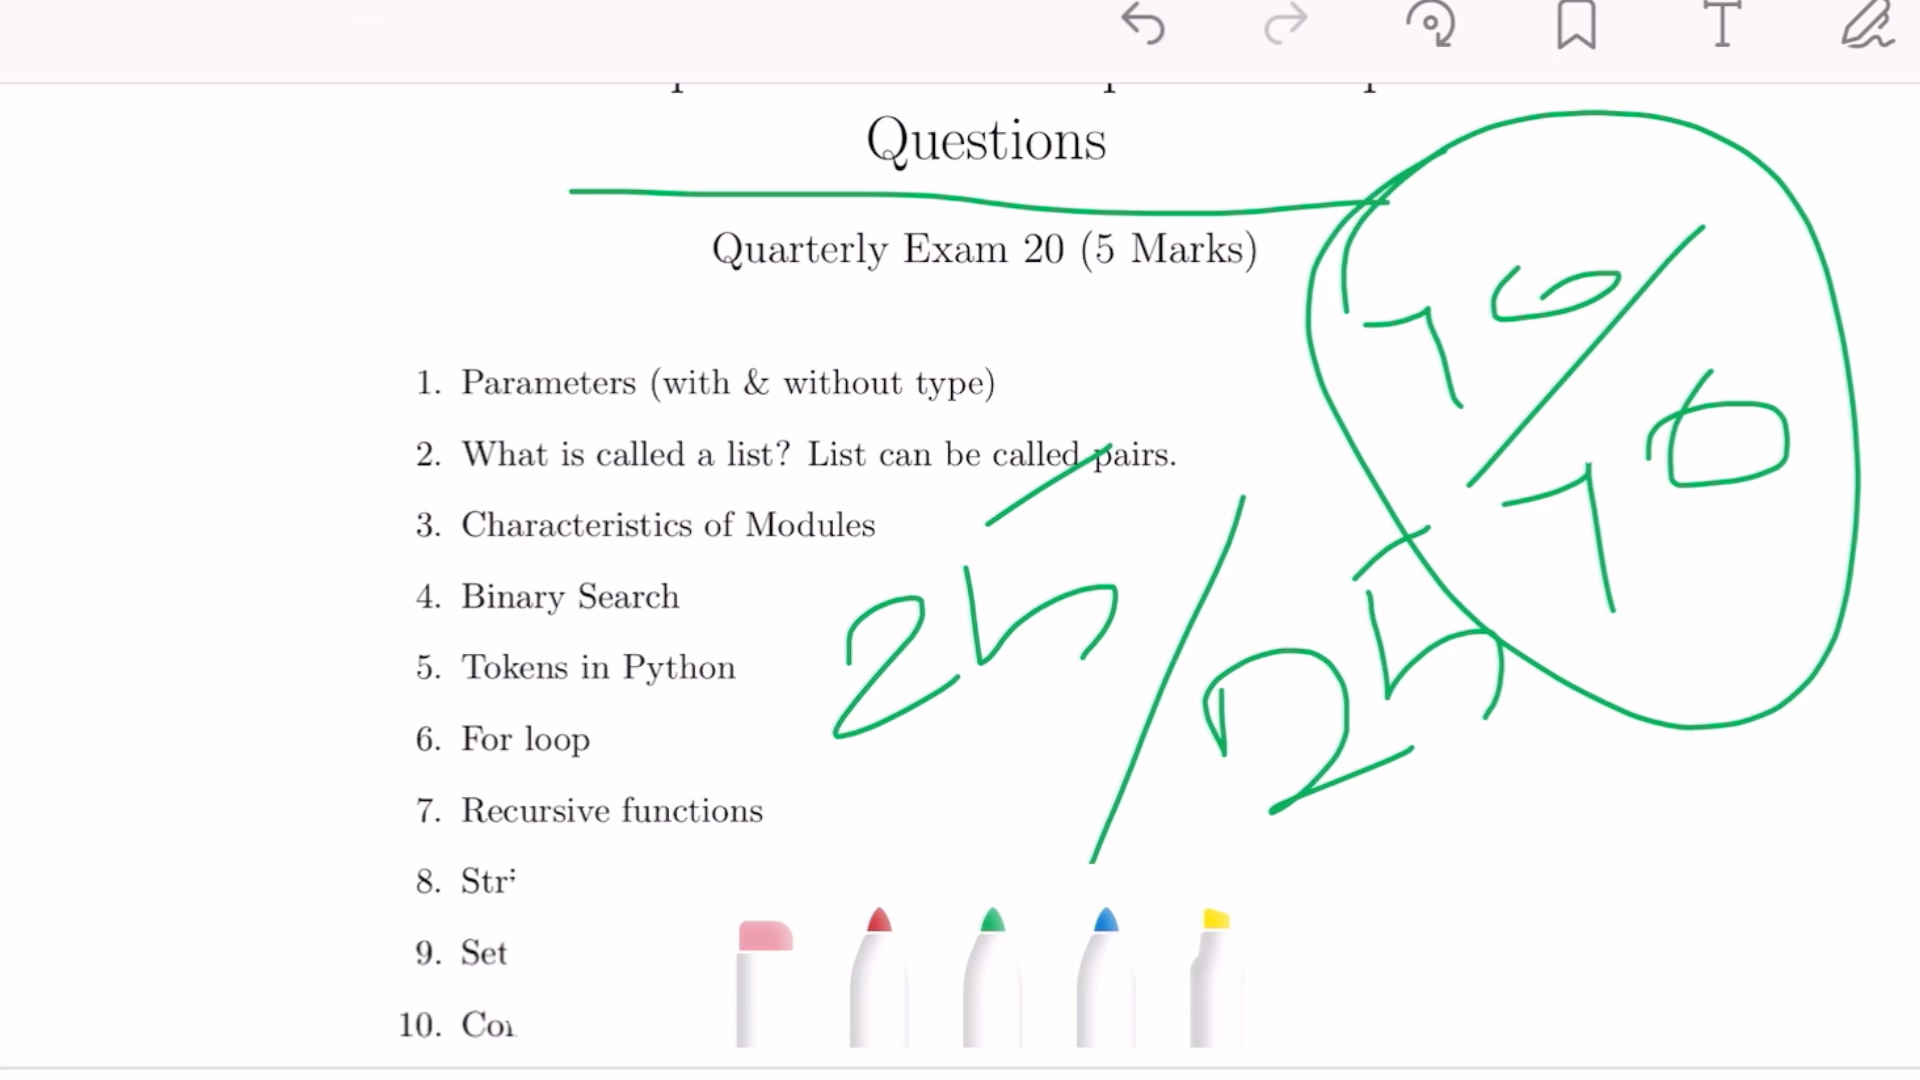 Questions
Quarterly Exam 20 (5 Marks)
1. Parameters (with & without type)
2. What is called a list? List can be called pairs.
3. Characteristics of Modules
4. Binary Search
5. Tokens in Python
6. For loop
7. Recursive functions
8.
9. Set
10.
70/70
25/25